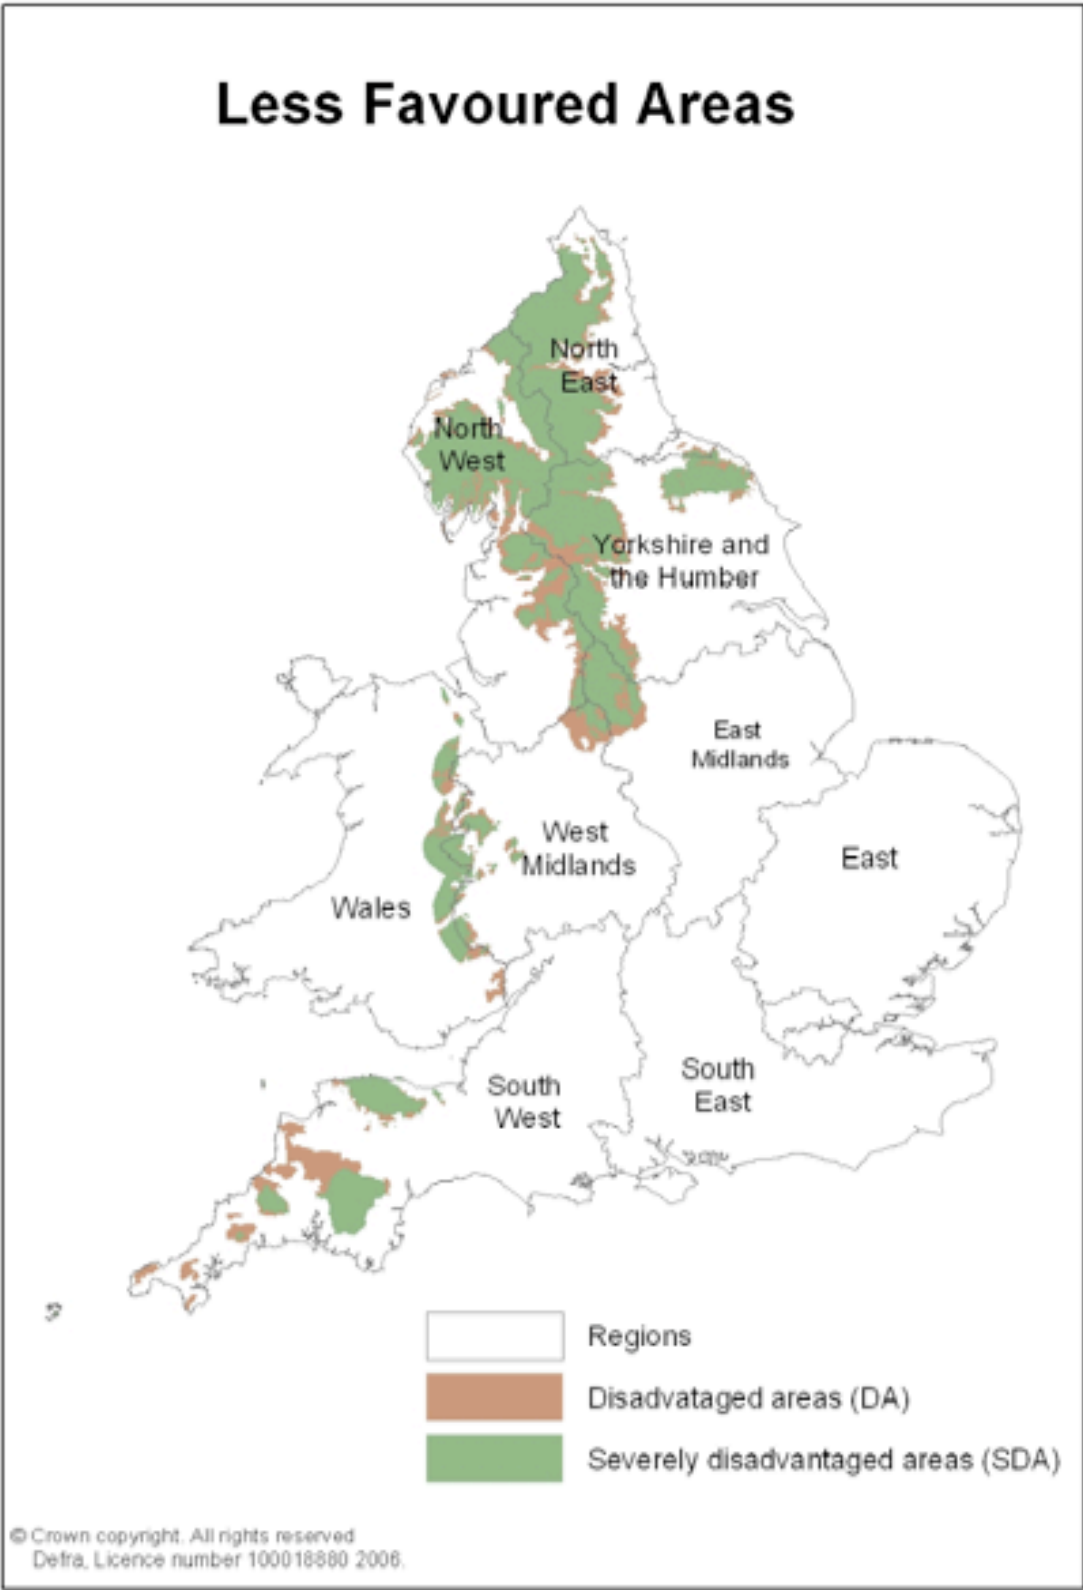 Less Favoured Areas
North
East
North
West
Yorkshire and
the Humber
East
Midlands
West
Midlands
East
Wales
South
West
South
East
Regions
Disadvataged areas (DA)
Severely disadvantaged areas (SDA)
© Crown copyright. All rights reserved
Defra, Licence number 100018880 2006.